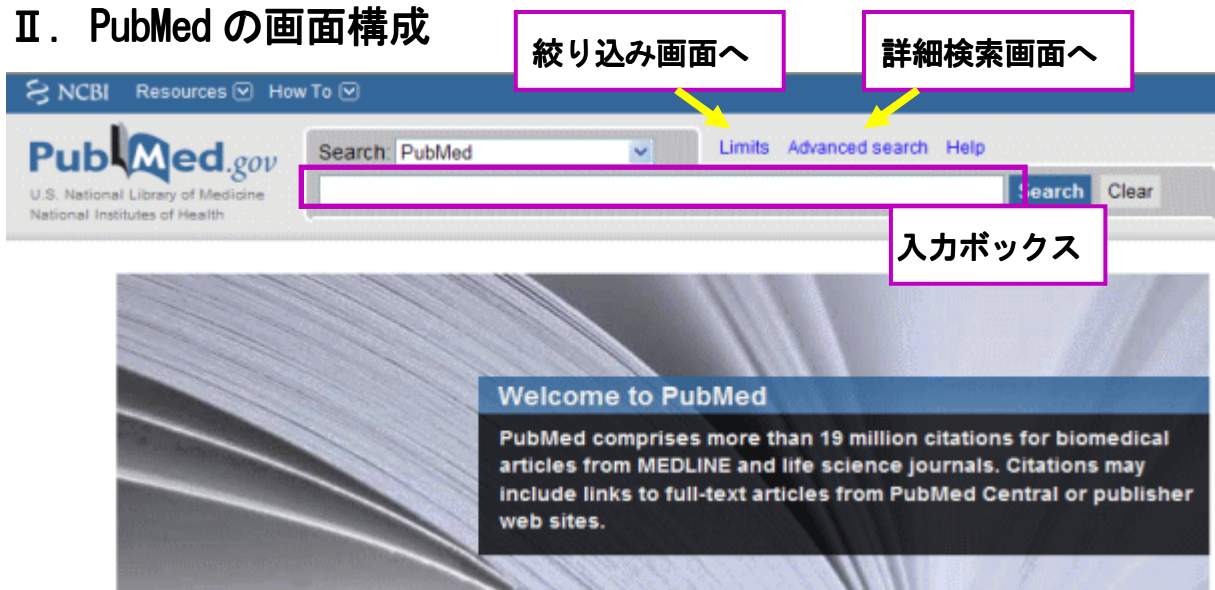 Ⅱ．PubMed の画面構成
絞り込み画面へ
詳細検索画面へ
NCBI Resources How To
PubMed.gov
U.S. National Library of Medicine
National Institutes of Health
Search: PubMed
Limits Advanced search Help
Search Clear
入力ボックス
Welcome to PubMed
PubMed comprises more than 19 million citations for biomedical
articles from MEDLINE and life science journals. Citations may
include links to full-text articles from PubMed Central or publisher
web sites.